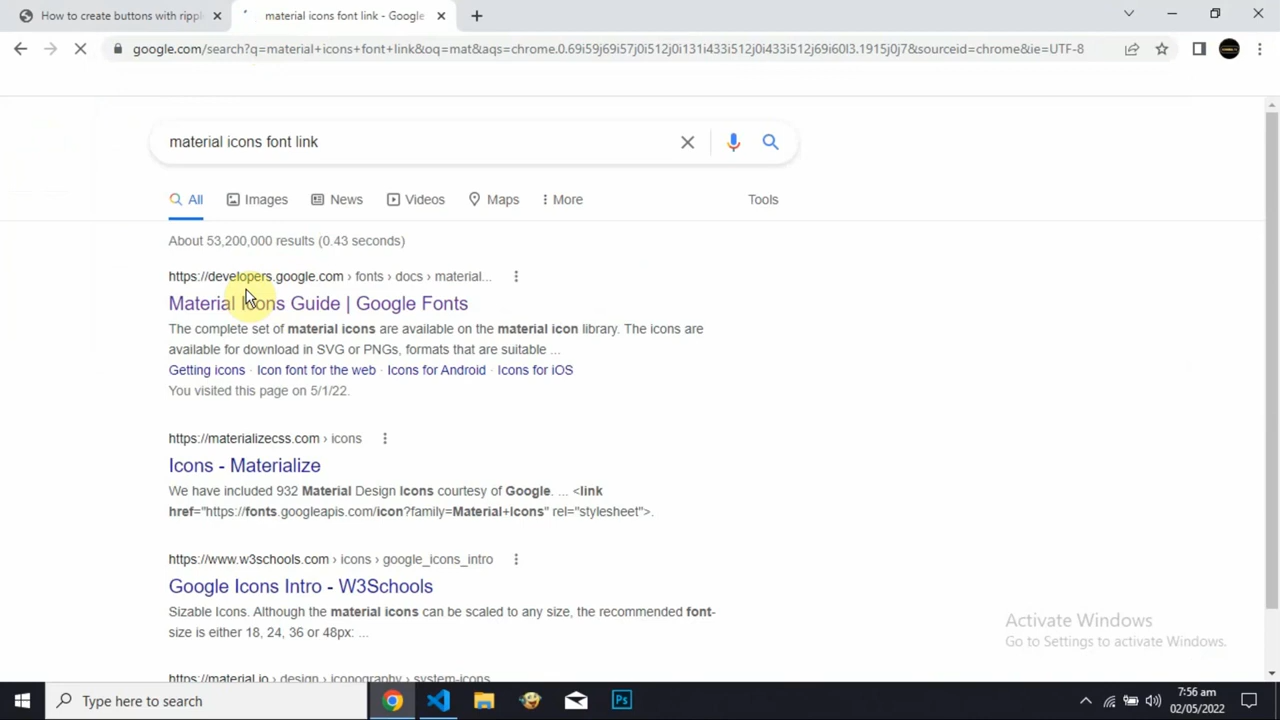 How to create buttons with rippl
material icons font link - Google
google.com/search?q=material+icons+font+link&oq=mat&aqs=chrome.0.69i59j69i57j0i512j0i131i433i512j0i433i512j69i60l3.1915j0j7&sourceid=chrome&ie=UTF-8
material icons font link
All
Images
News
Videos
Maps
More
Tools
About 53,200,000 results (0.43 seconds)
https://developers.google.com › fonts › docs › material...
Material Icons Guide | Google Fonts
The complete set of material icons are available on the material icon library. The icons are
available for download in SVG or PNGs, formats that are suitable ...
Getting icons · Icon font for the web · Icons for Android · Icons for iOS
You visited this page on 5/1/22.
https://materializecss.com › icons
Icons - Materialize
We have included 932 Material Design Icons courtesy of Google. ... <link
href="https://fonts.googleapis.com/icon?family=Material+Icons" rel="stylesheet">.
https://www.w3schools.com › icons › google_icons_intro
Google Icons Intro - W3Schools
Sizable Icons. Although the material icons can be scaled to any size, the recommended font-
size is either 18, 24, 36 or 48px: ...
https://material.io › design › iconography › system-icons
Activate Windows
Go to Settings to activate Windows.
Type here to search
Ps
7:56 am
02/05/2022